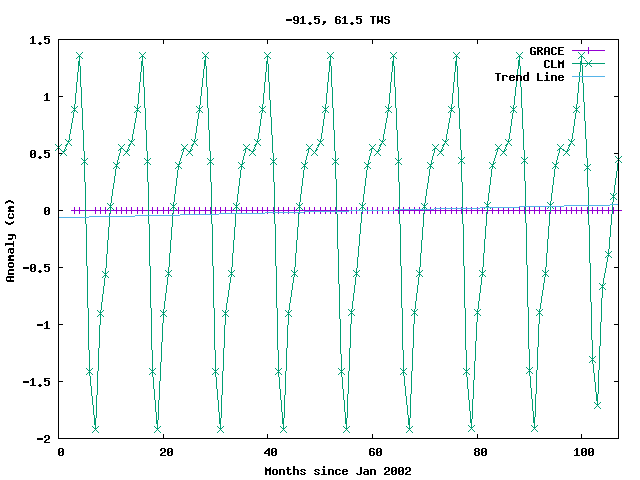 -91.5, 61.5 TWS
GRACE
CLM
Trend Line
1.5
1
0.5
0
-0.5
-1
-1.5
-2
Anomaly (cm)
0 20 40 60 80 100
Months since Jan 2002